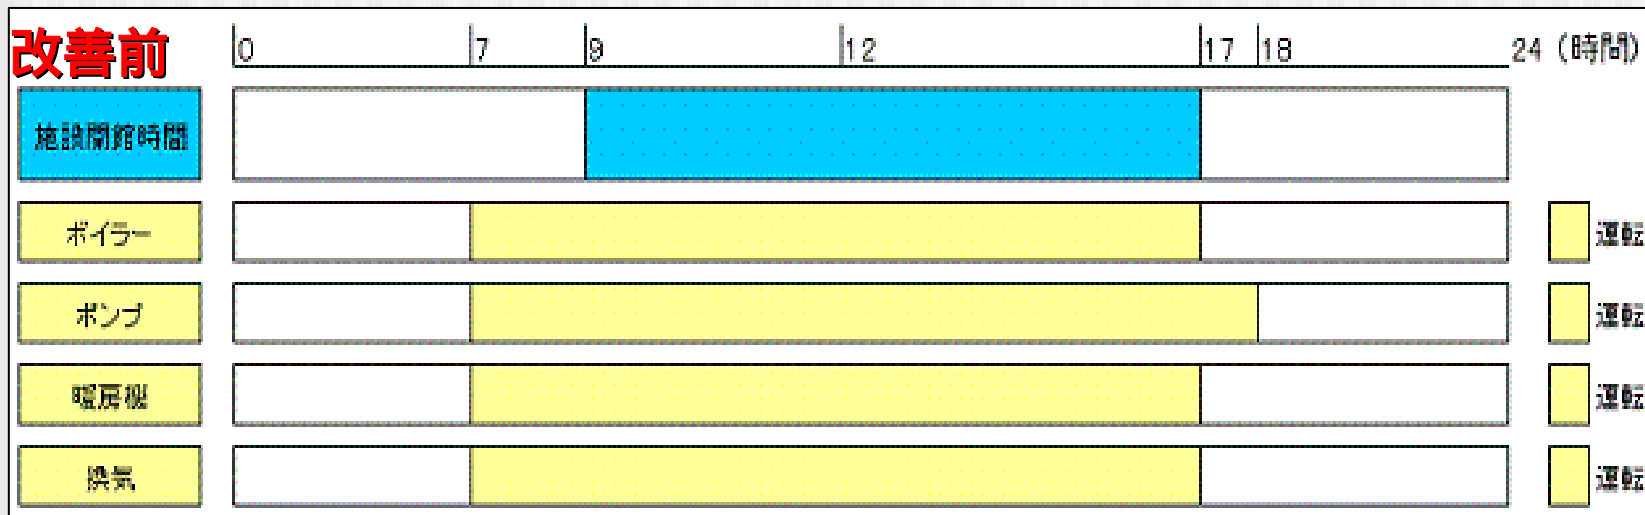 改善前
0 7 9 12 17 18 24 (時間)
施設開館時間
ボイラー
運転
ポンプ
運転
暖房機
運転
換気
運転